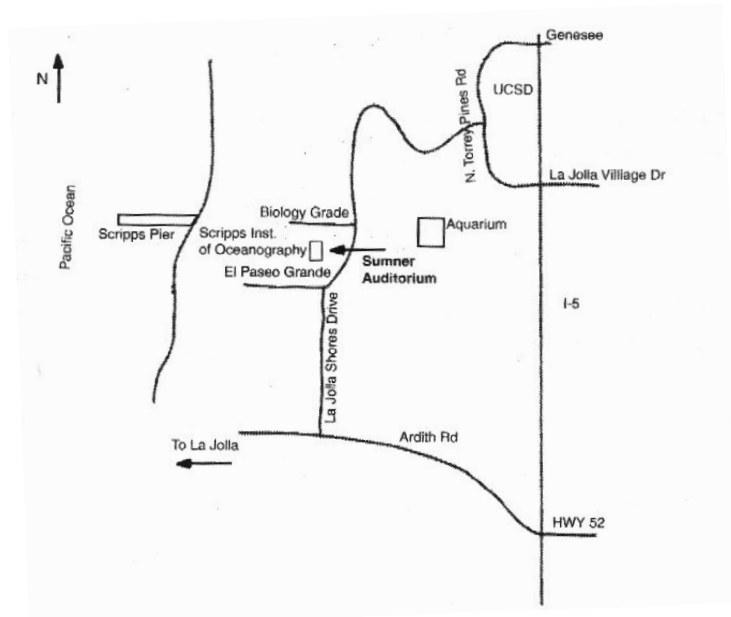 Genesee
N
UCSD
N. Torrey Pines Rd
La Jolla Villiage Dr
Pacific Ocean
Biology Grade
Aquarium
Scripps Pier
Scripps Inst.
of Oceanography
Sumner
Auditorium
El Paseo Grande
I-5
La Jolla Shores Drive
Ardith Rd
To La Jolla
HWY 52